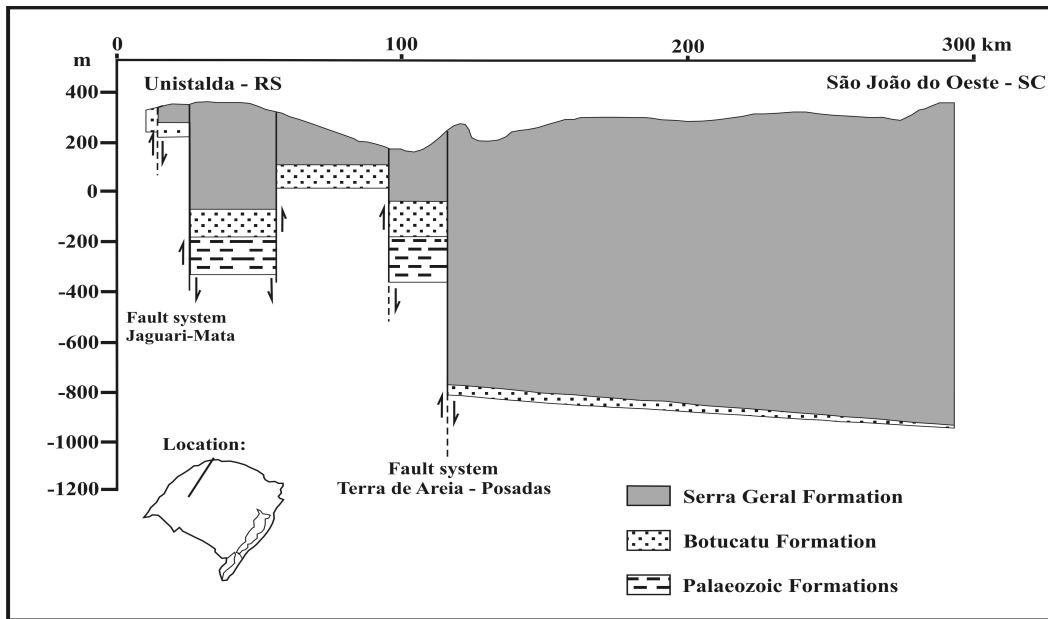 0 100 200 300 km
m
Unistalda - RS
São João do Oeste - SC
400
200
0
-200
-400
-600
-800
-1000
-1200
Fault system
Jaguari-Mata
Location:
Fault system
Terra de Areia - Posadas
Serra Geral Formation
Botucatu Formation
Palaeozoic Formations